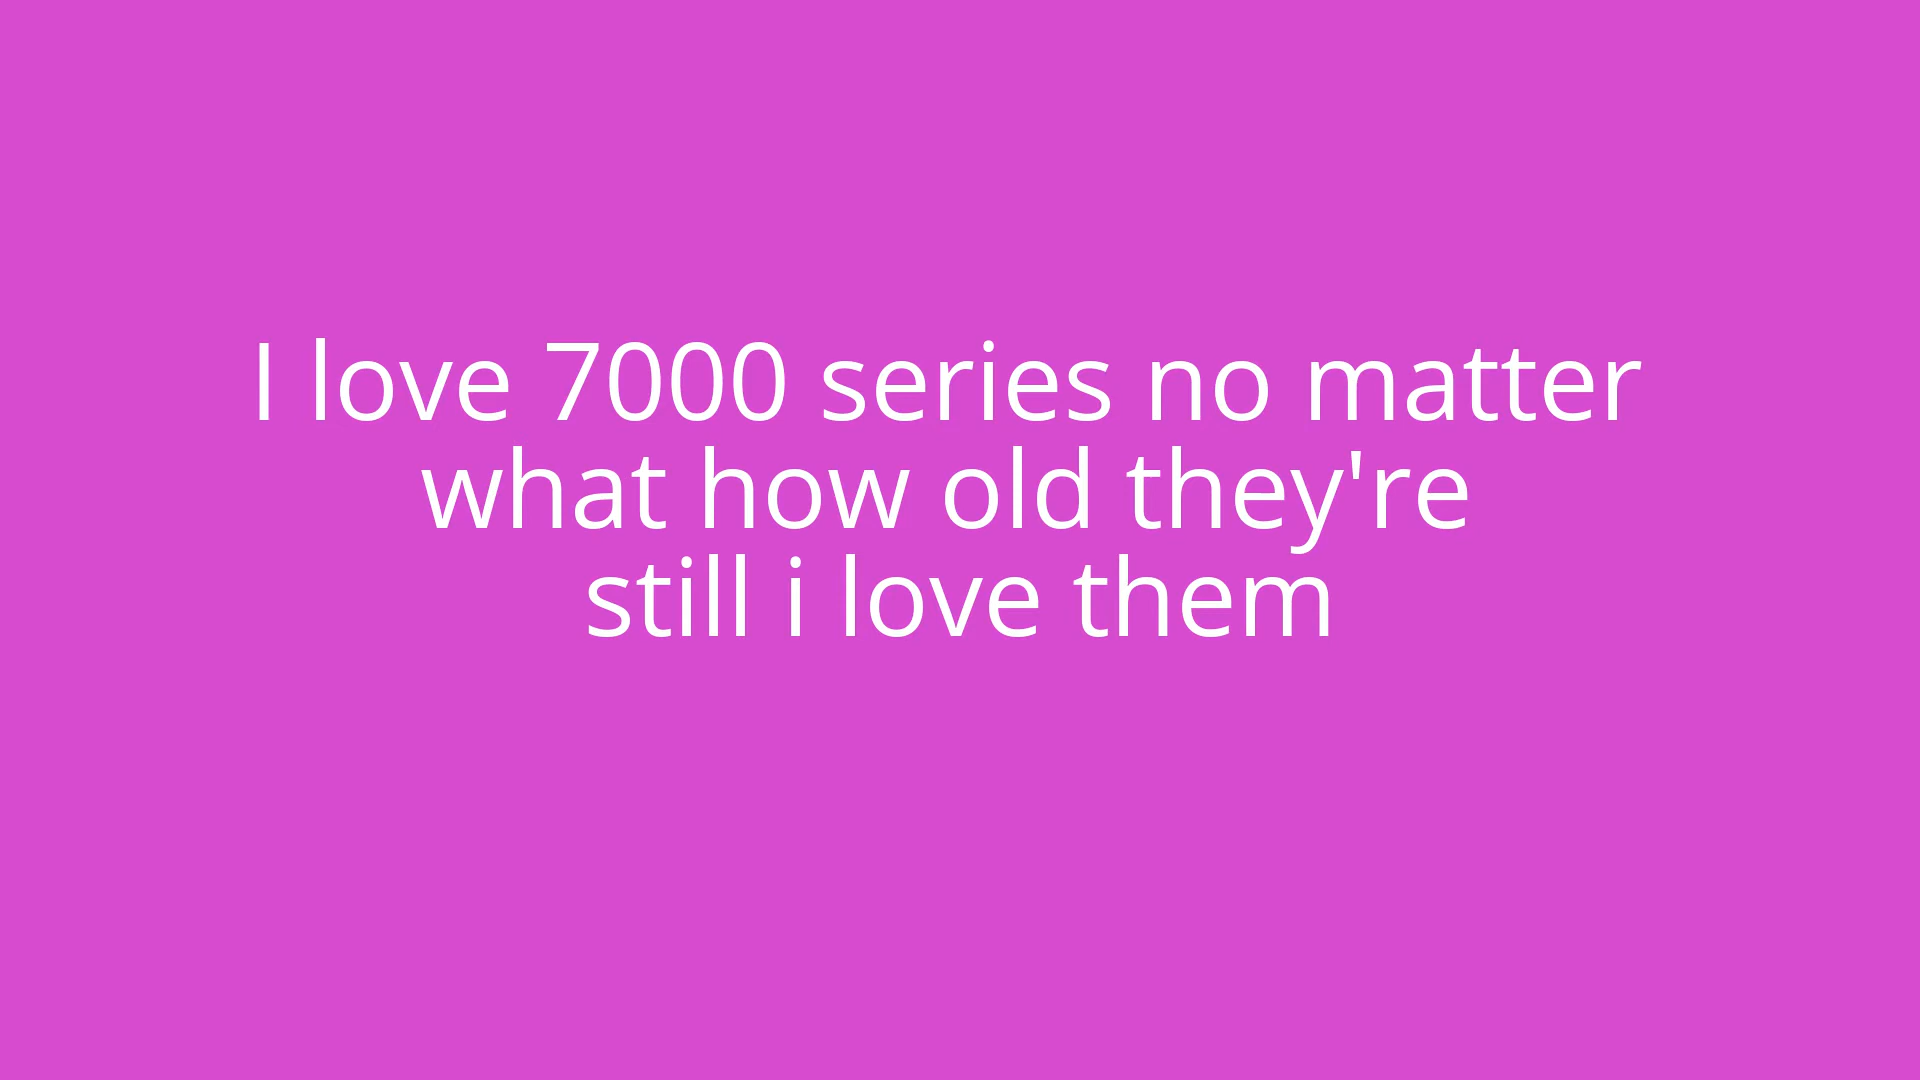 I love 7000 series no matter
what how old they're
still i love them